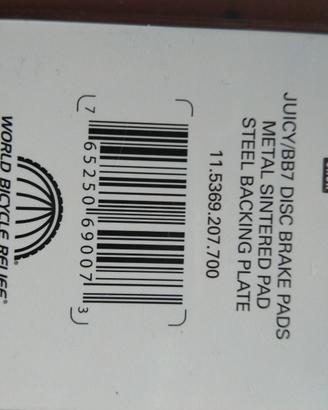 JUICY/BB7 DISC BRAKE PADS
METAL SINTERED PAD
STEEL BACKING PLATE
11.5369.207.700
7 65250 69007 3
WORLD BICYCLE RELIEF®